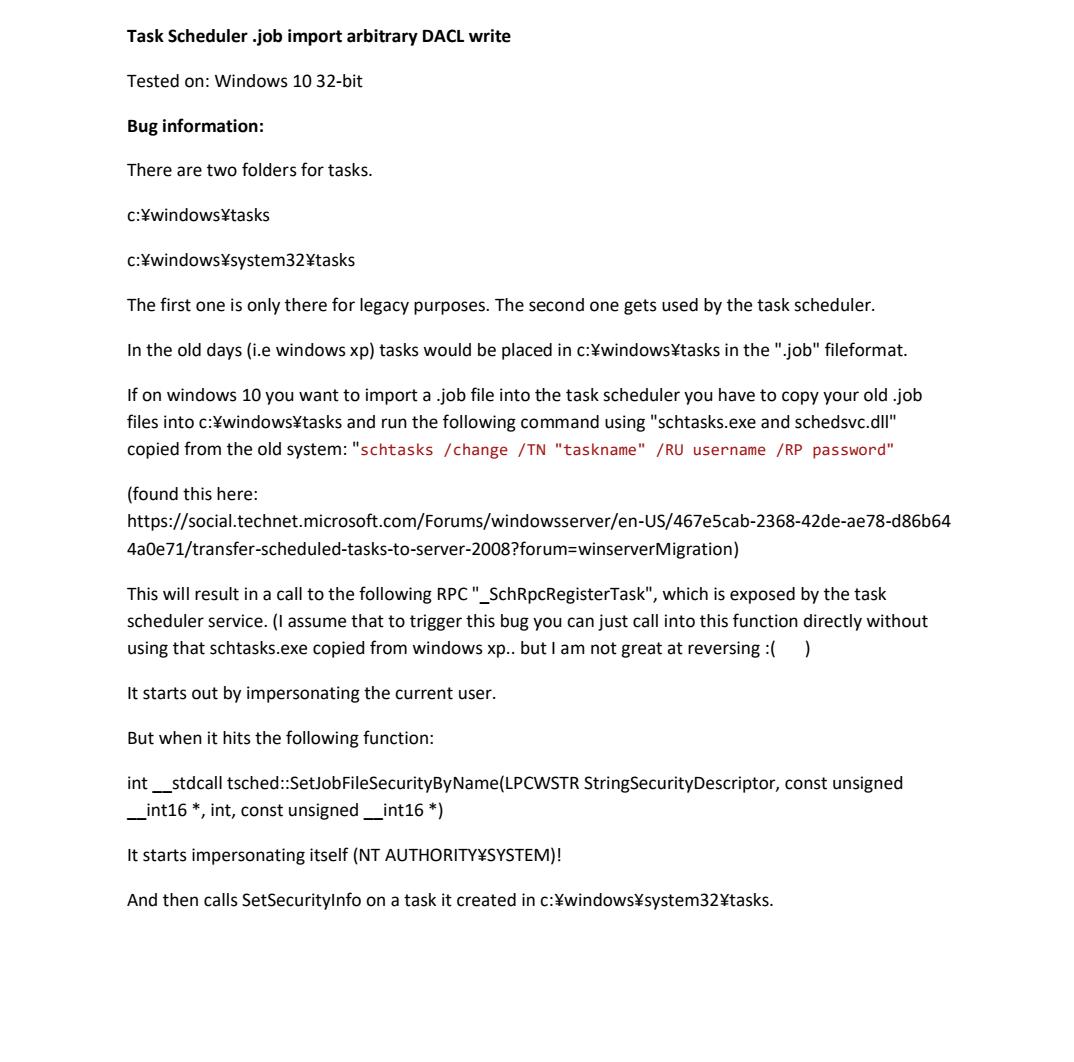 Task Scheduler .job import arbitrary DACL write
Tested on: Windows 10 32-bit
Bug information:
There are two folders for tasks.
c:¥windows¥tasks
c:¥windows¥system32¥tasks
The first one is only there for legacy purposes. The second one gets used by the task scheduler.
In the old days (i.e windows xp) tasks would be placed in c:¥windows¥tasks in the ".job" fileformat.
If on windows 10 you want to import a .job file into the task scheduler you have to copy your old .job
files into c:¥windows¥tasks and run the following command using "schtasks.exe and schedsvc.dll"
copied from the old system: "schtasks /change /TN "taskname" /RU username /RP password"
(found this here:
https://social.technet.microsoft.com/Forums/windowsserver/en-US/467e5cab-2368-42de-ae78-d86b64
4a0e71/transfer-scheduled-tasks-to-server-2008?forum=winserverMigration)
This will result in a call to the following RPC "_SchRpcRegisterTask", which is exposed by the task
scheduler service. (I assume that to trigger this bug you can just call into this function directly without
using that schtasks.exe copied from windows xp.. but I am not great at reversing :( )
It starts out by impersonating the current user.
But when it hits the following function:
int __stdcall tsched::SetJobFileSecurityByName(LPCWSTR StringSecurityDescriptor, const unsigned
__int16 *, int, const unsigned __int16 *)
It starts impersonating itself (NT AUTHORITY¥SYSTEM)!
And then calls SetSecurityInfo on a task it created in c:¥windows¥system32¥tasks.